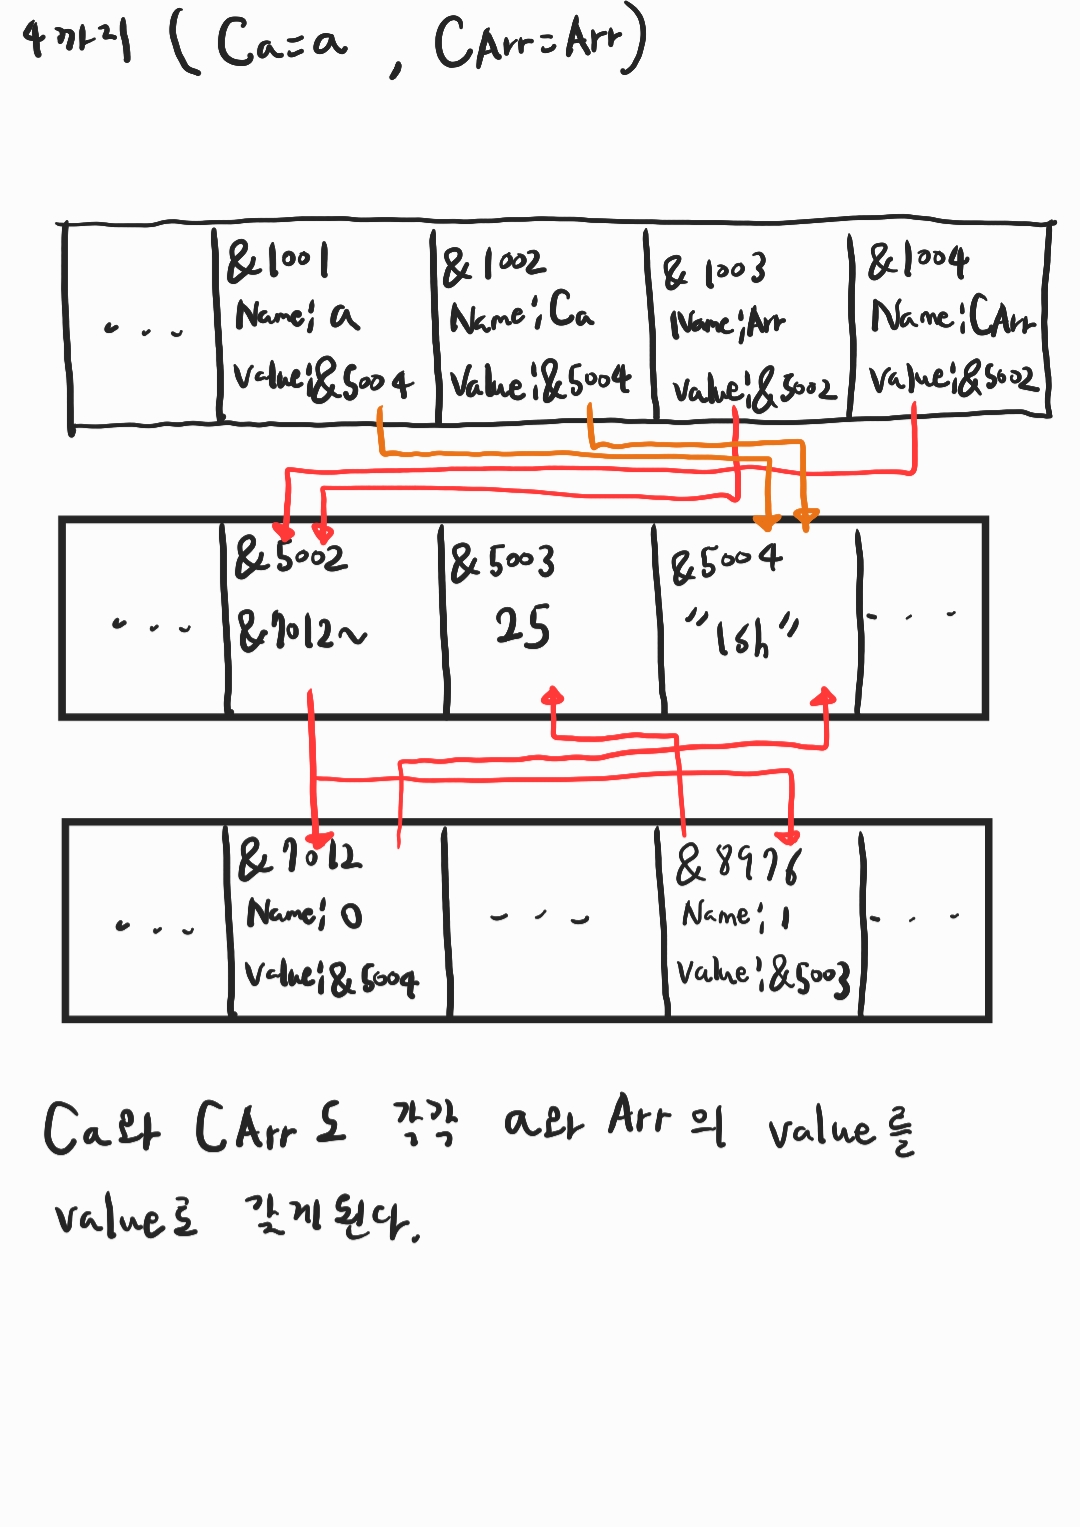 4까지 ( Ca=a , CArr=Arr)
&1001 &1002 &1003 &1004
Name: a Name: Ca Name: Arr Name: CArr
... Value: &5004 Value: &5004 Value: &5002 Value: &5002
&5002 &5003 &5004
... &7012~ 25 "lsh" ...
&7012 &8976
... Name: 0 ... Name: 1 ...
Value: &5004 Value: &5003
Ca와 CArr도 각각 a와 Arr의 value를
value로 갖게된다.